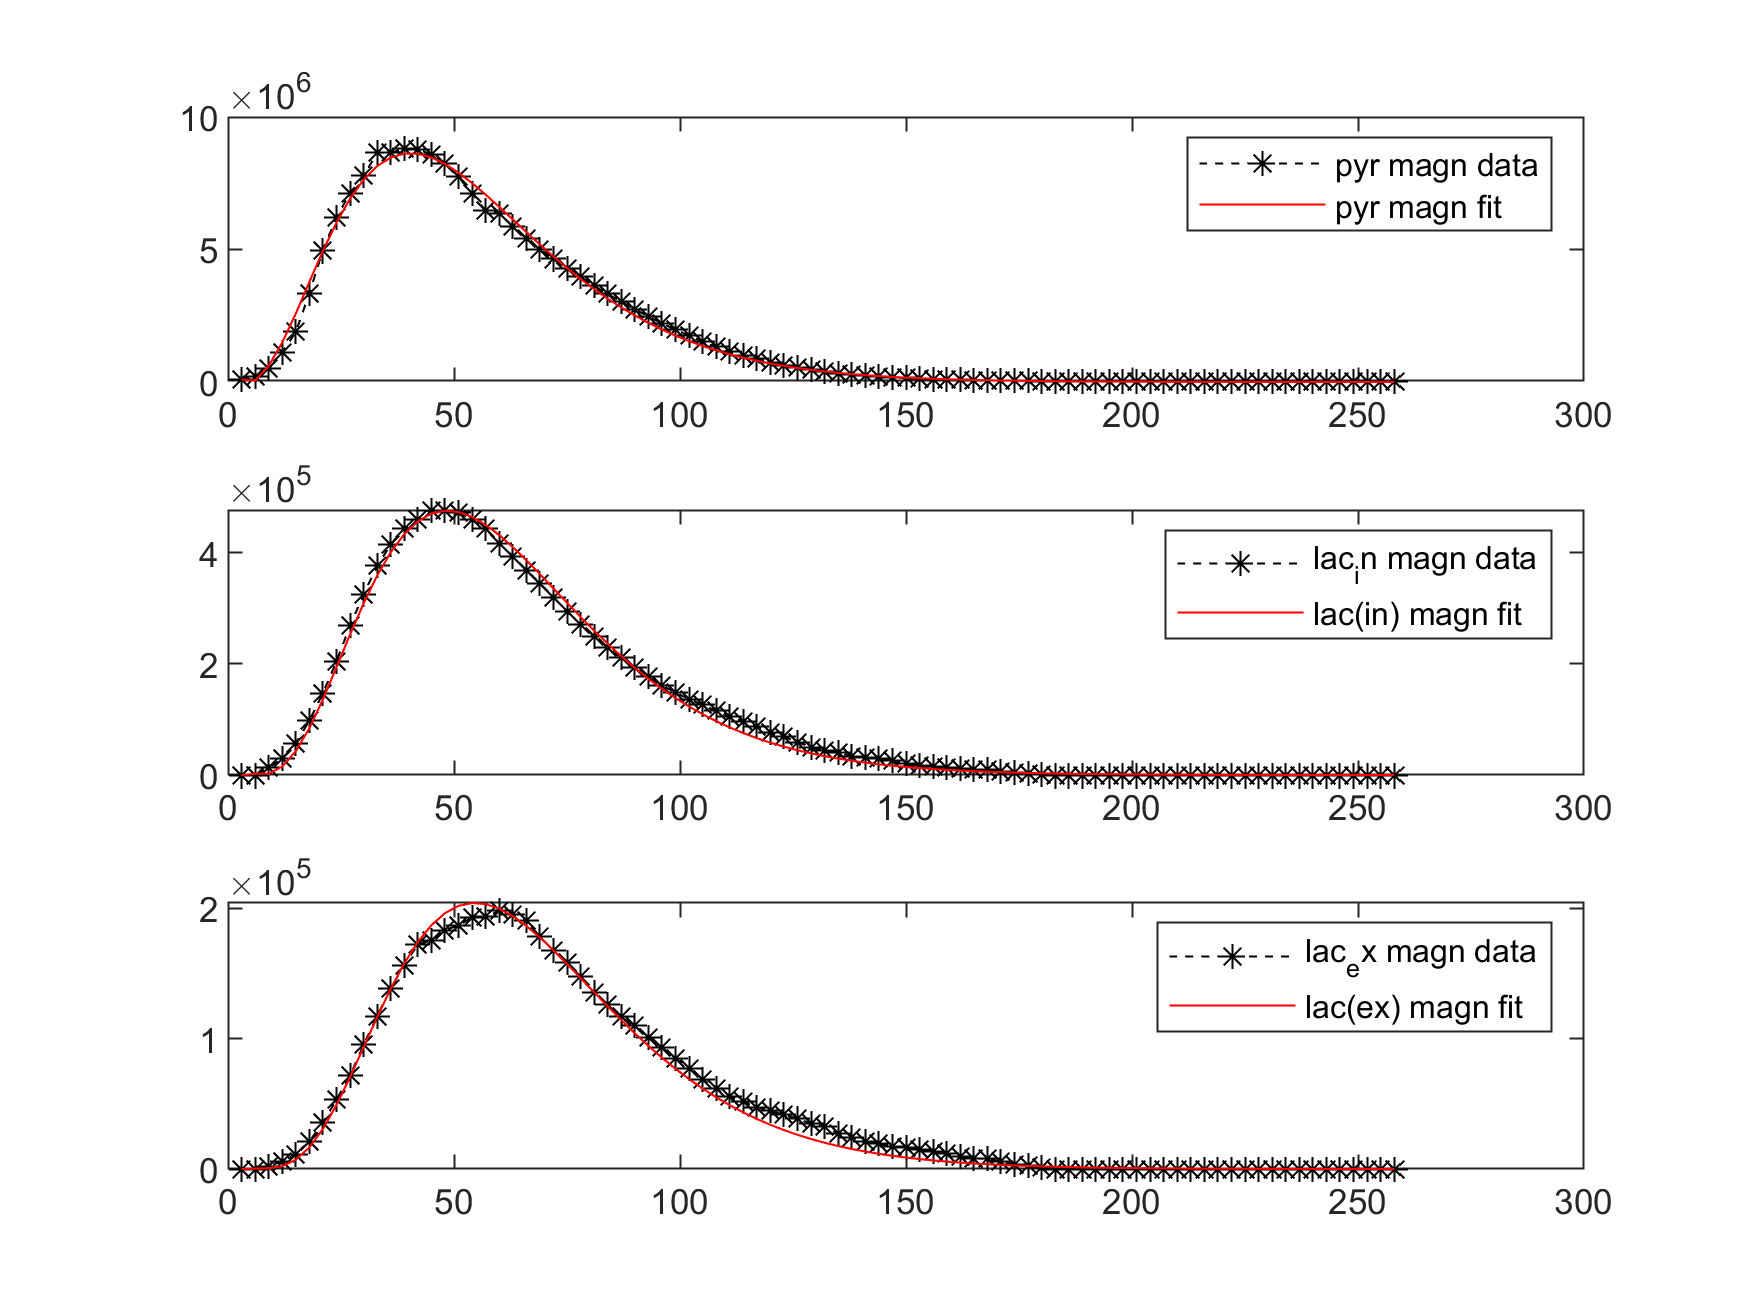 ×10^6
10
5
0
0 50 100 150 200 250 300
pyr magn data
pyr magn fit
×10^5
4
2
0
0 50 100 150 200 250 300
lac_in magn data
lac(in) magn fit
×10^5
2
1
0
0 50 100 150 200 250 300
lac_ex magn data
lac(ex) magn fit